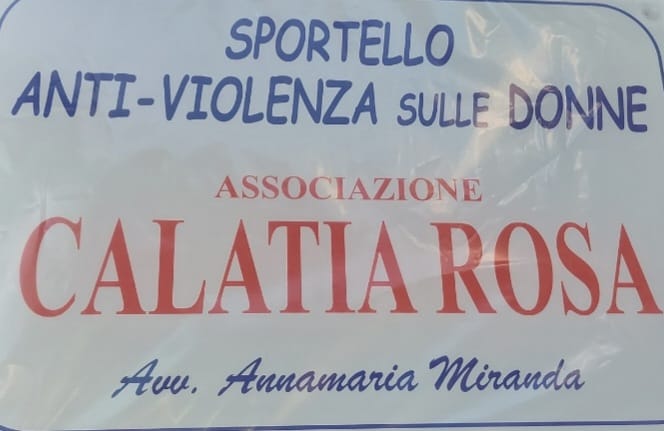 SPORTELLO
ANTI-VIOLENZA SULLE DONNE
ASSOCIAZIONE
CALATIA ROSA
Avv. Annamaria Miranda